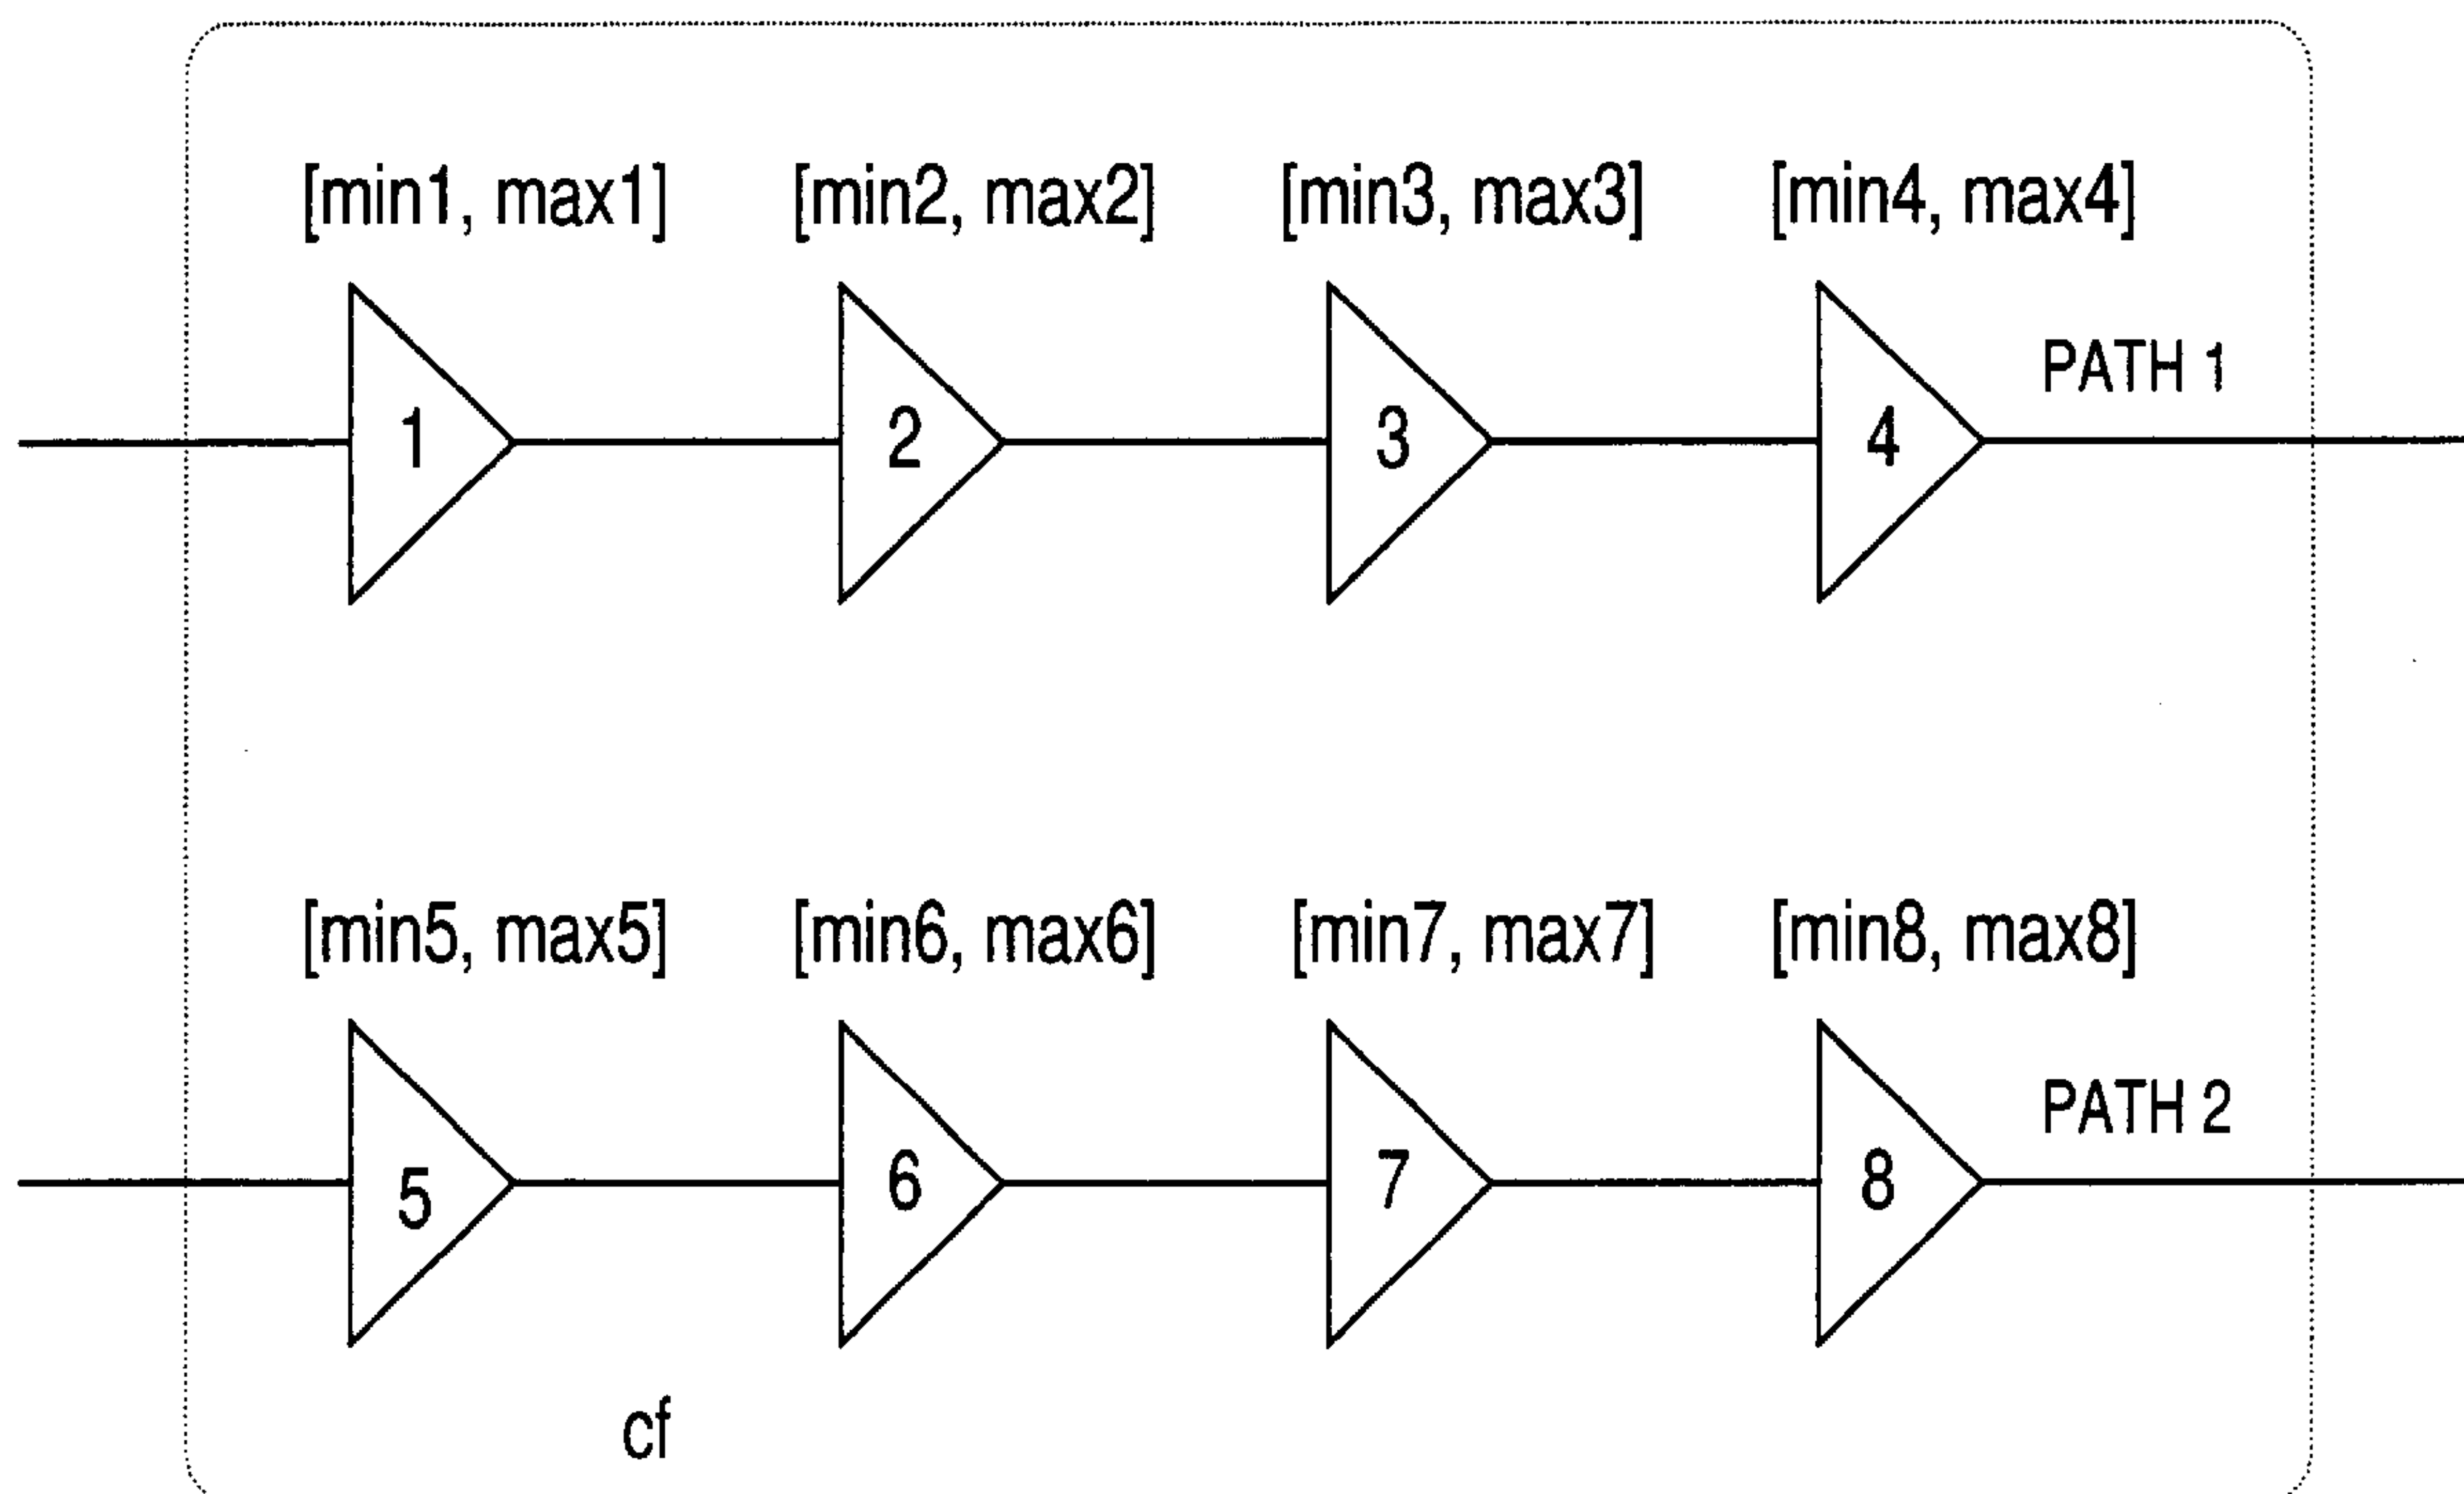 [min1, max1] [min2, max2] [min3, max3] [min4, max4]
PATH 1
1 2 3 4
[min5, max5] [min6, max6] [min7, max7] [min8, max8]
PATH 2
5 6 7 8
cf